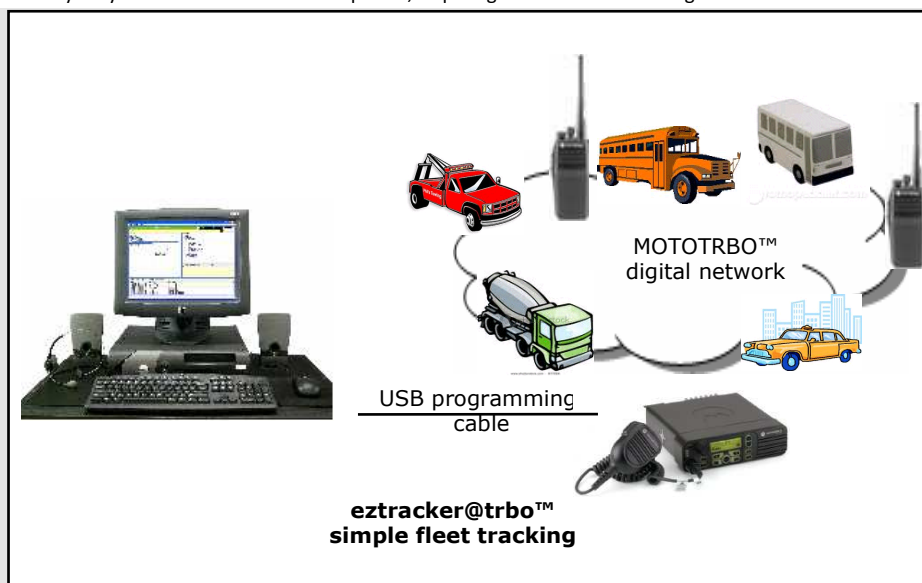 MOTOTRBO™
digital network
USB programming
cable
eztracker@trbo™
simple fleet tracking